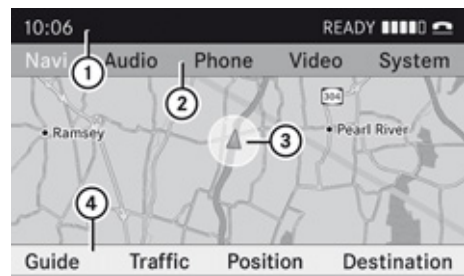 10:06 READY
Navi Audio Phone Video System
1
2
304
Ramsey 3 Pearl River
4
Guide Traffic Position Destination